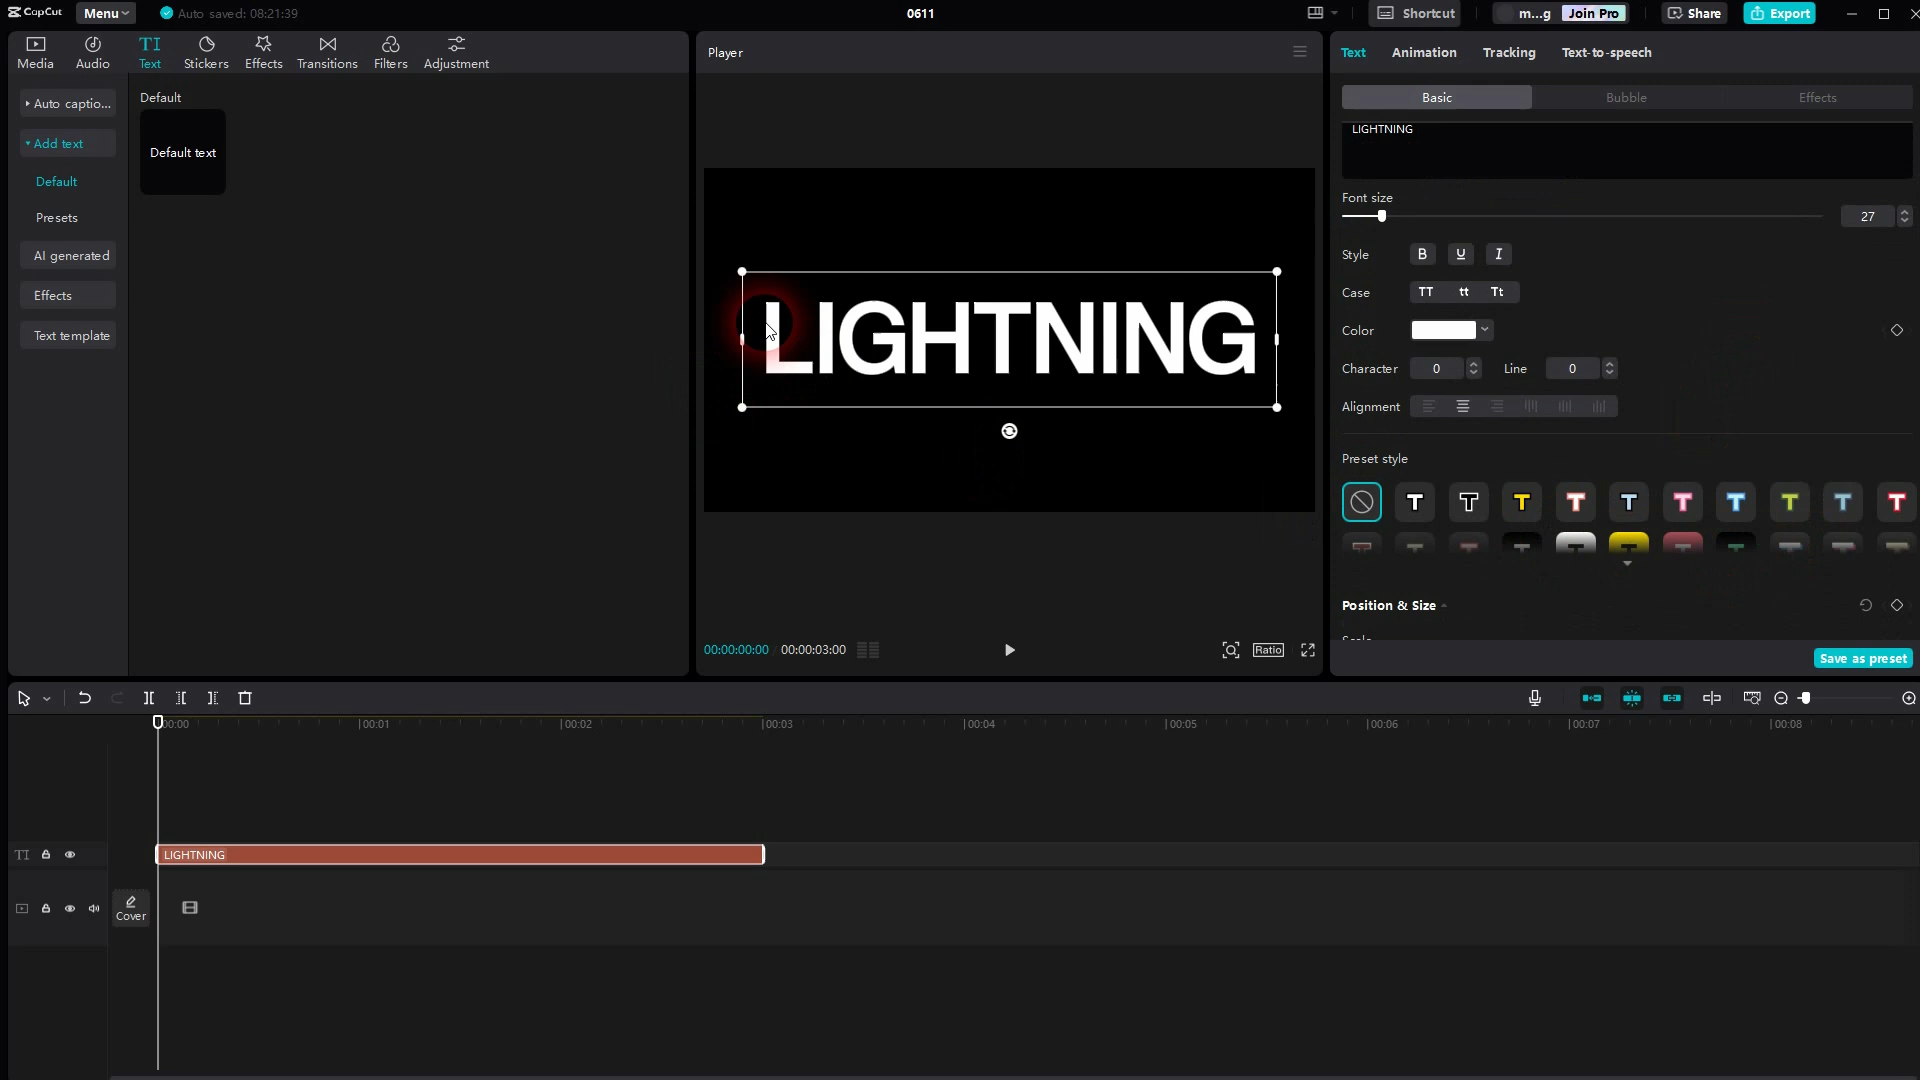 CapCut
Menu
Auto saved: 08:21:39
0611
Shortcut
m...g
Join Pro
Share
Export
Media
Audio
TI
Text
Stickers
Effects
Transitions
Filters
Adjustment
Auto captio...
Add text
Default
Presets
AI generated
Effects
Text template
Default
Default text
Player
LIGHTNING
00:00:00:00
00:00:03:00
Ratio
Text
Animation
Tracking
Text-to-speech
Basic
Bubble
Effects
LIGHTNING
Font size
27
Style
B
U
I
Case
TT
tt
Tt
Color
Character
0
Line
0
Alignment
Preset style
T T T T T T T T T T
Position & Size
Scale
Save as preset
00:00
00:01
00:02
00:03
00:04
00:05
00:06
00:07
00:08
TI
LIGHTNING
Cover